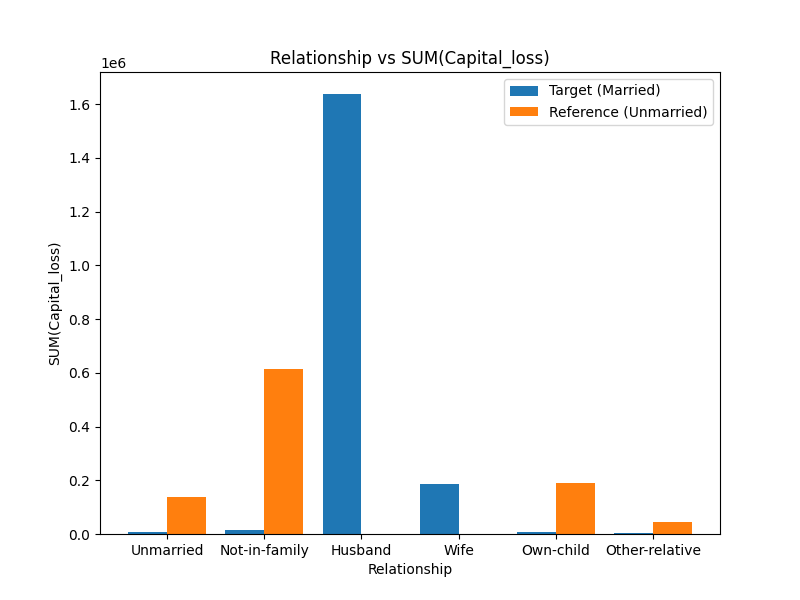 Relationship vs SUM(Capital_loss)
1e6
Target (Married)
Reference (Unmarried)
1.6
1.4
1.2
1.0
0.8
0.6
0.4
0.2
0.0
SUM(Capital_loss)
Unmarried Not-in-family Husband Wife Own-child Other-relative
Relationship